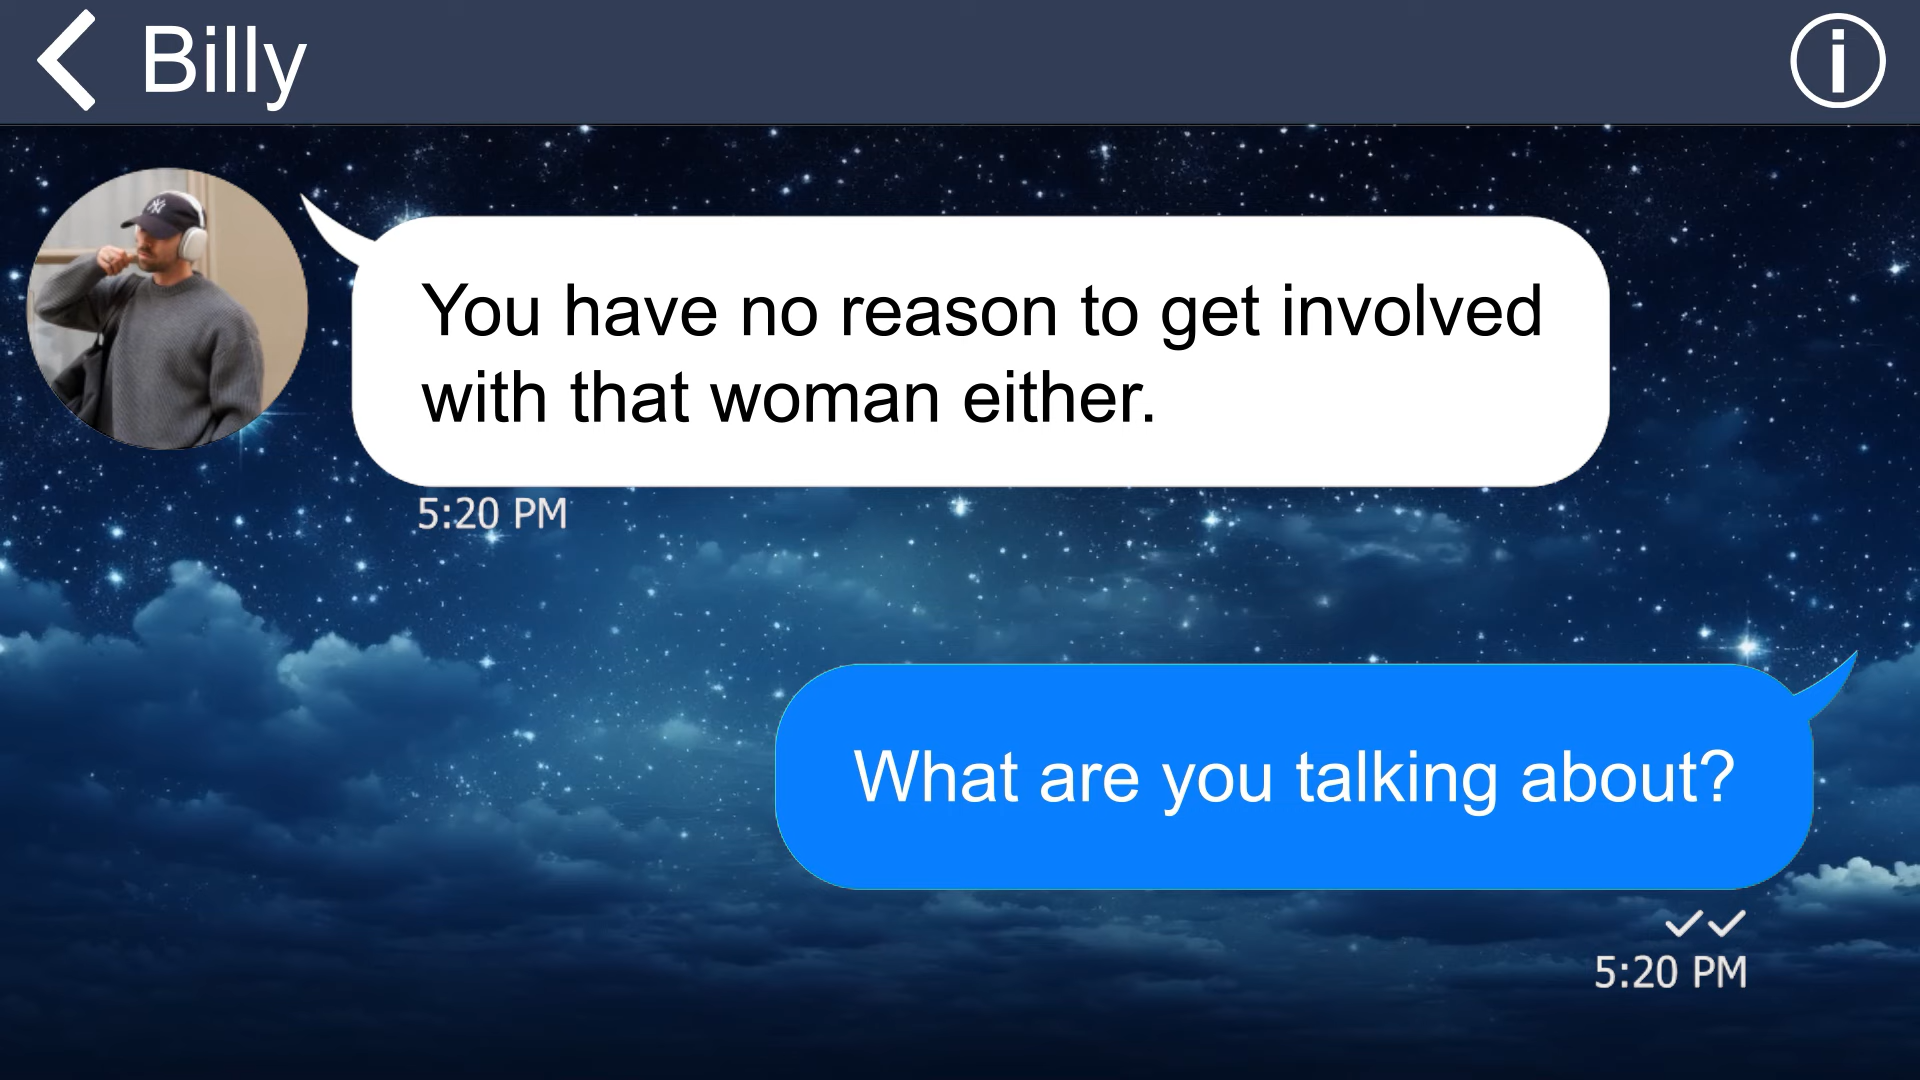 Billy
You have no reason to get involved
with that woman either.
5:20 PM
What are you talking about?
5:20 PM